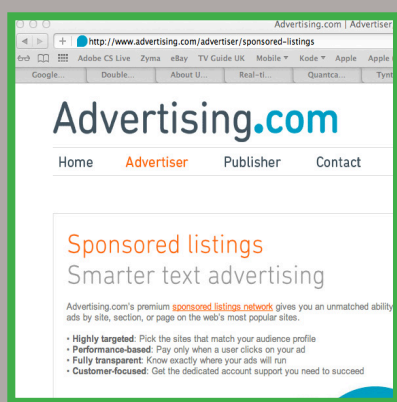 Advertising.com | Advertiser
http://www.advertising.com/advertiser/sponsored-listings
Adobe CS Live Zyma eBay TV Guide UK Mobile Kode Apple Apple
Google... Double... About U... Real-ti... Quantca... Tynt
Advertising.com
Home Advertiser Publisher Contact
Sponsored listings
Smarter text advertising
Advertising.com's premium sponsored listings network gives you an unmatched ability
ads by site, section, or page on the web's most popular sites.
• Highly targeted: Pick the sites that match your audience profile
• Performance-based: Pay only when a user clicks on your ad
• Fully transparent: Know exactly where your ads will run
• Customer-focused: Get the dedicated account support you need to succeed